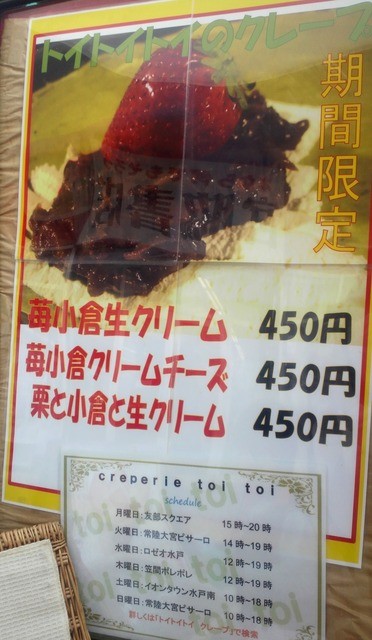 トイトイトイのクレープ
期間限定
苺小倉生クリーム 450円
苺小倉クリームチーズ 450円
栗と小倉と生クリーム 450円
creperie toi toi
schedule
月曜日:友部スクエア 15時~20時
火曜日:常陸大宮ピサーロ 14時~19時
水曜日:ロゼオ水戸 12時~19時
木曜日:笠間ポレポレ 12時~19時
土曜日:イオンタウン水戸南 10時~18時
日曜日:常陸大宮ピサーロ 10時~18時
詳しくは「トイトイトイ クレープ」で検索